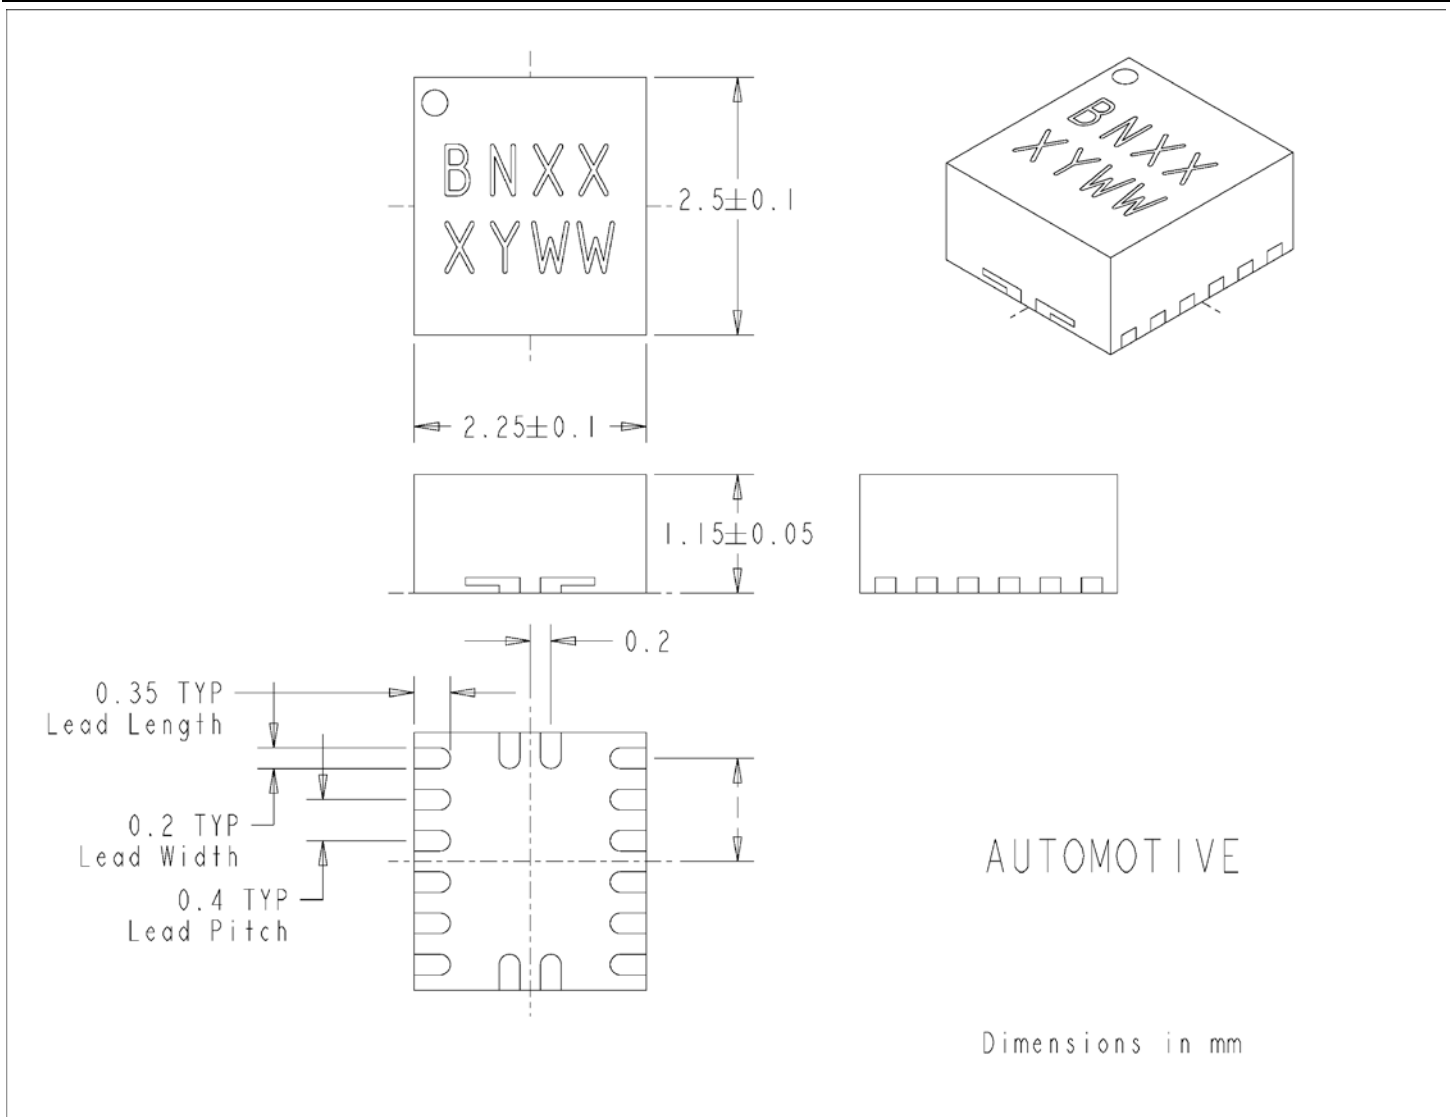 BNXX
XYWW
2.5±0.1
BNXX
XYWW
2.25±0.1
1.15±0.05
0.2
0.35 TYP
Lead Length
0.2 TYP
Lead Width
0.4 TYP
Lead Pitch
AUTOMOTIVE
Dimensions in mm